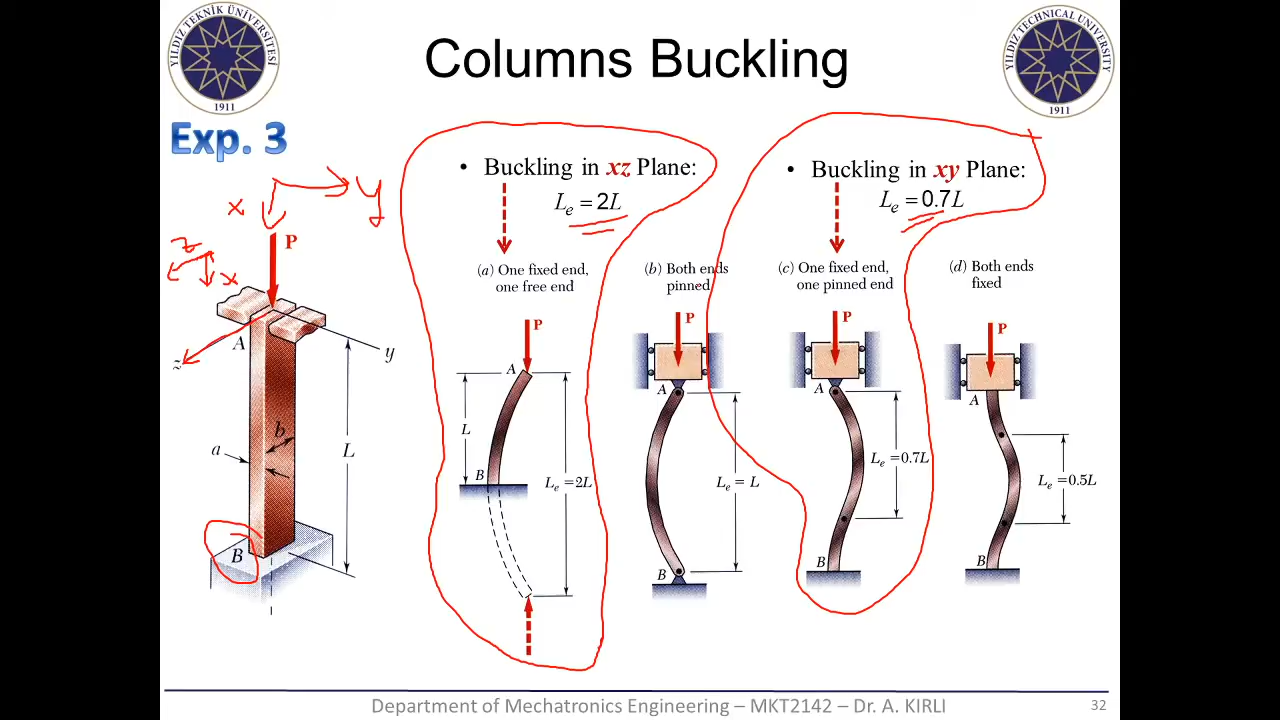 YILDIZ TEKNİK ÜNİVERSİTESİ
1911
Columns Buckling
YILDIZ TECHNICAL UNIVERSITY
1911
Exp. 3
x
y
z
x
P
A
z
y
a
b
L
B
• Buckling in xz Plane:
Le = 2L
• Buckling in xy Plane:
Le = 0.7L
(a) One fixed end,
one free end
P
A
L
B
Le = 2L
(b) Both ends
pinned
P
A
Le = L
B
(c) One fixed end,
one pinned end
P
A
Le = 0.7L
B
(d) Both ends
fixed
P
A
Le = 0.5L
B
Department of Mechatronics Engineering – MKT2142 – Dr. A. KIRLI
32